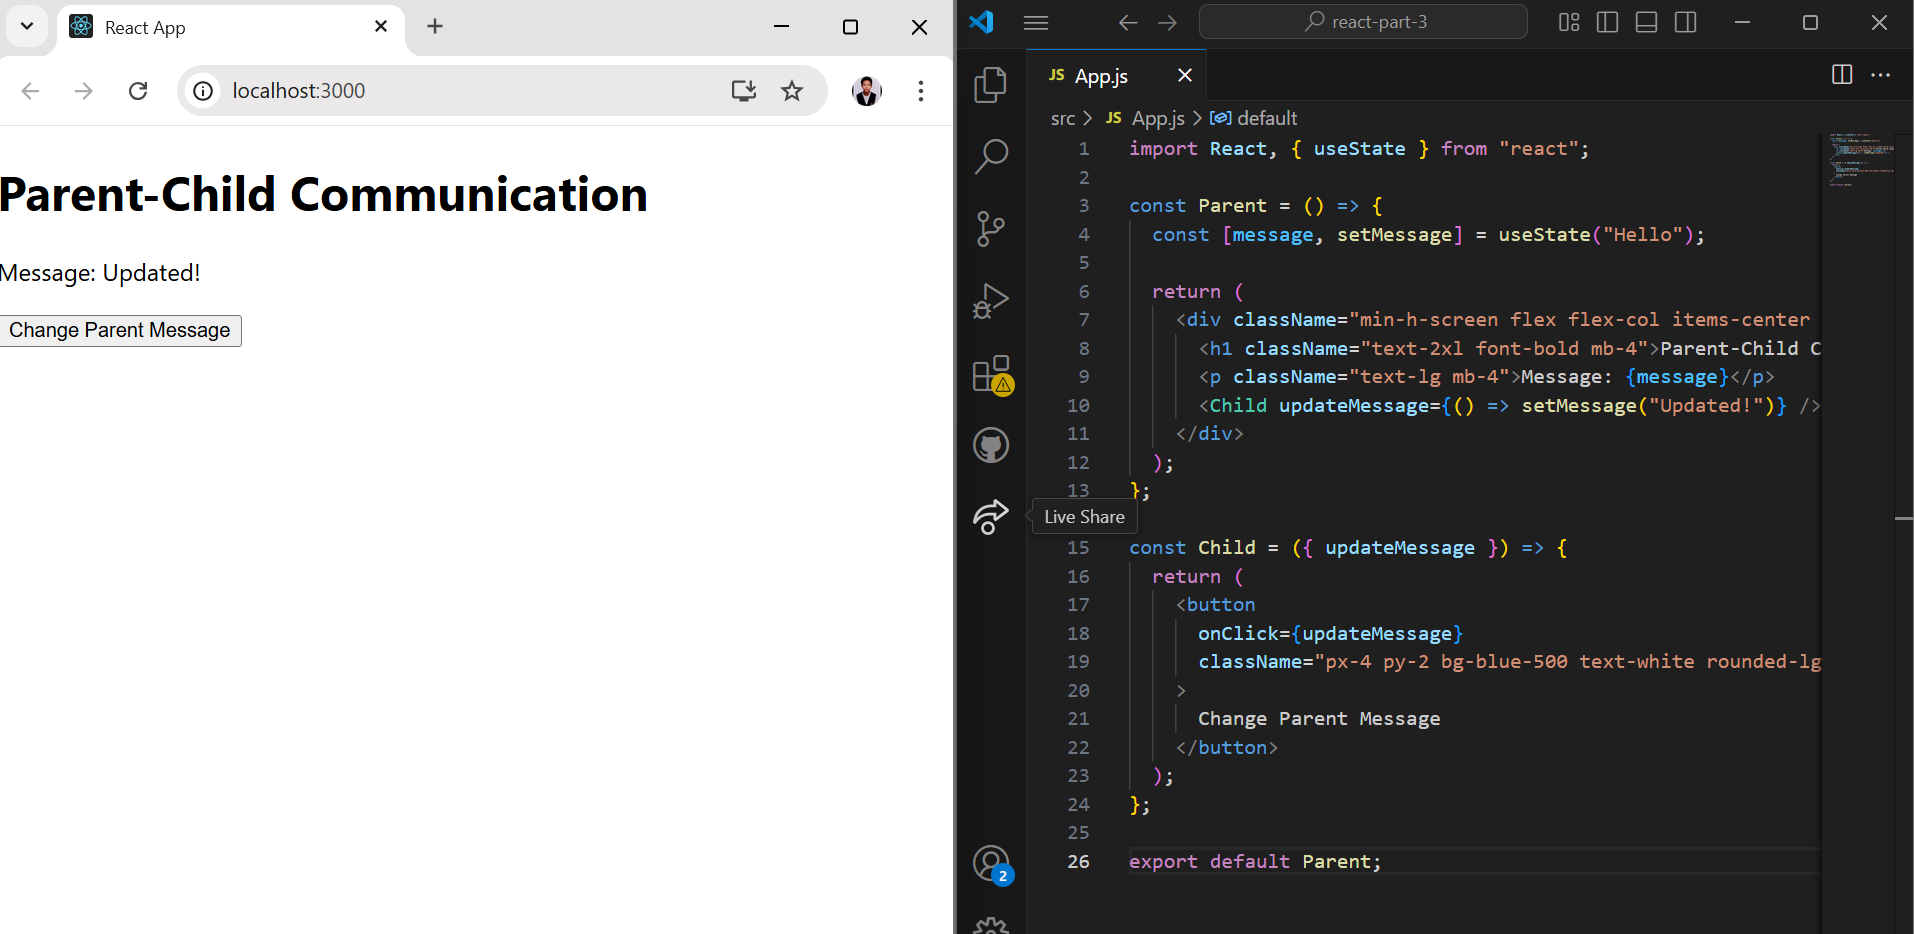 React App
localhost:3000
Parent-Child Communication
Message: Updated!
Change Parent Message
react-part-3
JS App.js
src > JS App.js > default
1 import React, { useState } from "react";
2
3 const Parent = () => {
4 const [message, setMessage] = useState("Hello");
5
6 return (
7 <div className="min-h-screen flex flex-col items-center
8 <h1 className="text-2xl font-bold mb-4">Parent-Child C
9 <p className="text-lg mb-4">Message: {message}</p>
10 <Child updateMessage={() => setMessage("Updated!")} />
11 </div>
12 );
13 };
Live Share
15 const Child = ({ updateMessage }) => {
16 return (
17 <button
18 onClick={updateMessage}
19 className="px-4 py-2 bg-blue-500 text-white rounded-lg
20 >
21 Change Parent Message
22 </button>
23 );
24 };
25
26 export default Parent;
2